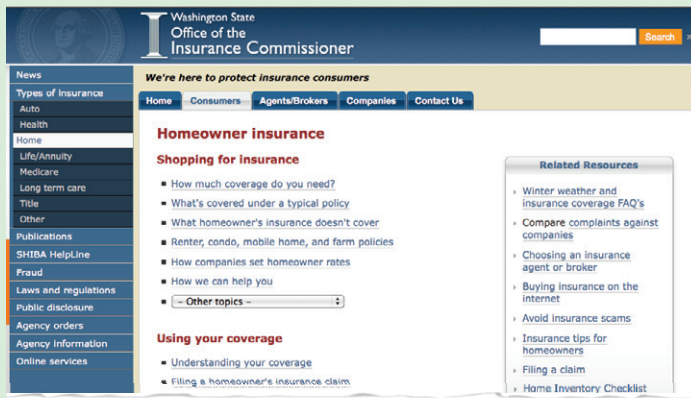 Washington State
Office of the
Insurance Commissioner
Search
We're here to protect insurance consumers
Home
Consumers
Agents/Brokers
Companies
Contact Us
News
Types of Insurance
Auto
Health
Home
Life/Annuity
Medicare
Long term care
Title
Other
Publications
SHIBA HelpLine
Fraud
Laws and regulations
Public disclosure
Agency orders
Agency information
Online services
Homeowner insurance
Shopping for insurance
How much coverage do you need?
What's covered under a typical policy
What homeowner's insurance doesn't cover
Renter, condo, mobile home, and farm policies
How companies set homeowner rates
How we can help you
– Other topics –
Using your coverage
Understanding your coverage
Filing a homeowner's insurance claim
Related Resources
Winter weather and
insurance coverage FAQ's
Compare complaints against
companies
Choosing an insurance
agent or broker
Buying insurance on the
internet
Avoid insurance scams
Insurance tips for
homeowners
Filing a claim
Home Inventory Checklist